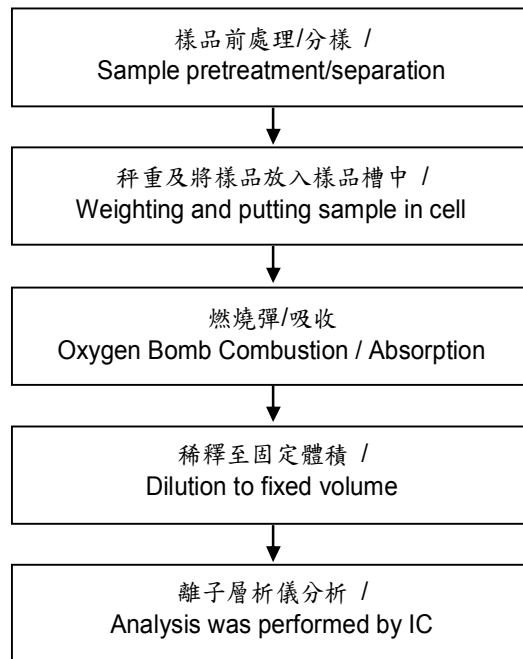 樣品前處理/分樣 /
Sample pretreatment/separation
秤重及將樣品放入樣品槽中 /
Weighting and putting sample in cell
燃燒彈/吸收
Oxygen Bomb Combustion / Absorption
稀釋至固定體積 /
Dilution to fixed volume
離子層析儀分析 /
Analysis was performed by IC